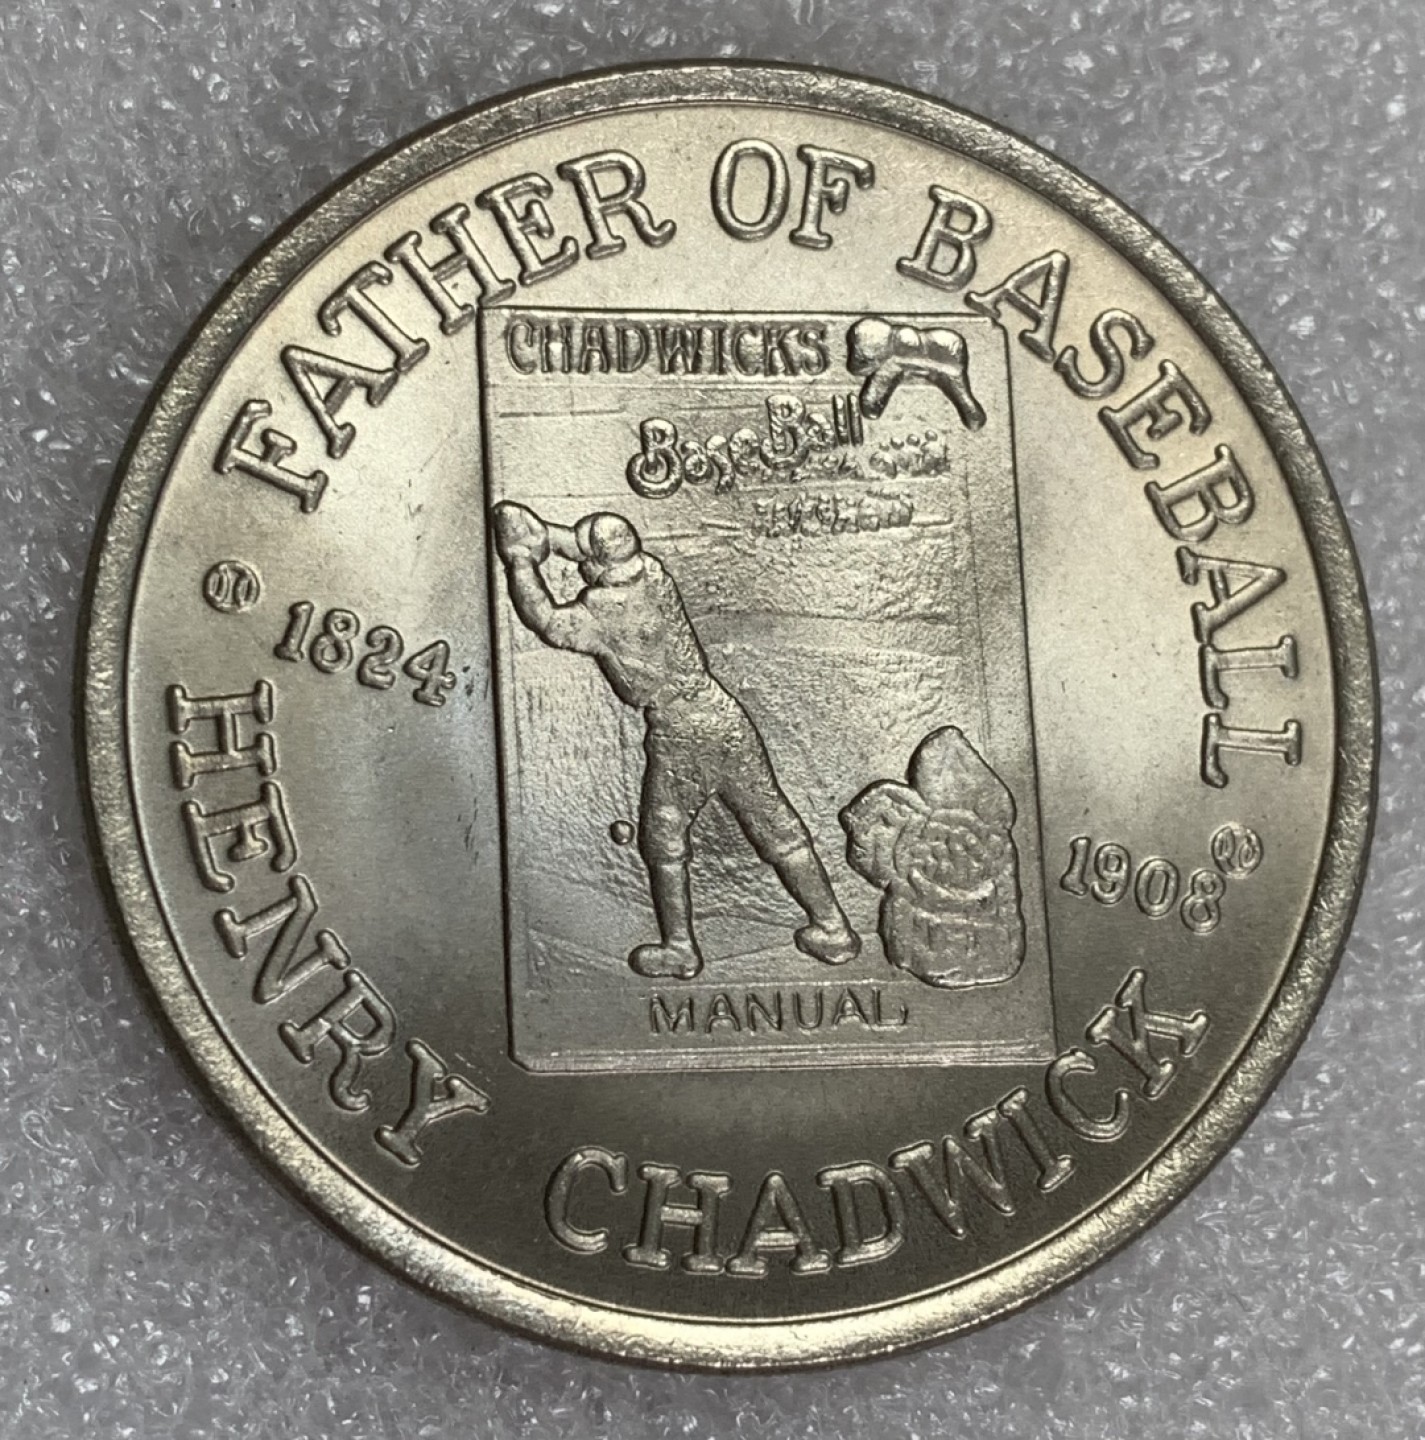 FATHER OF BASEBALL
CHADWICKS
Base Ball
1824
1908
MANUAL
HENRY CHADWICK